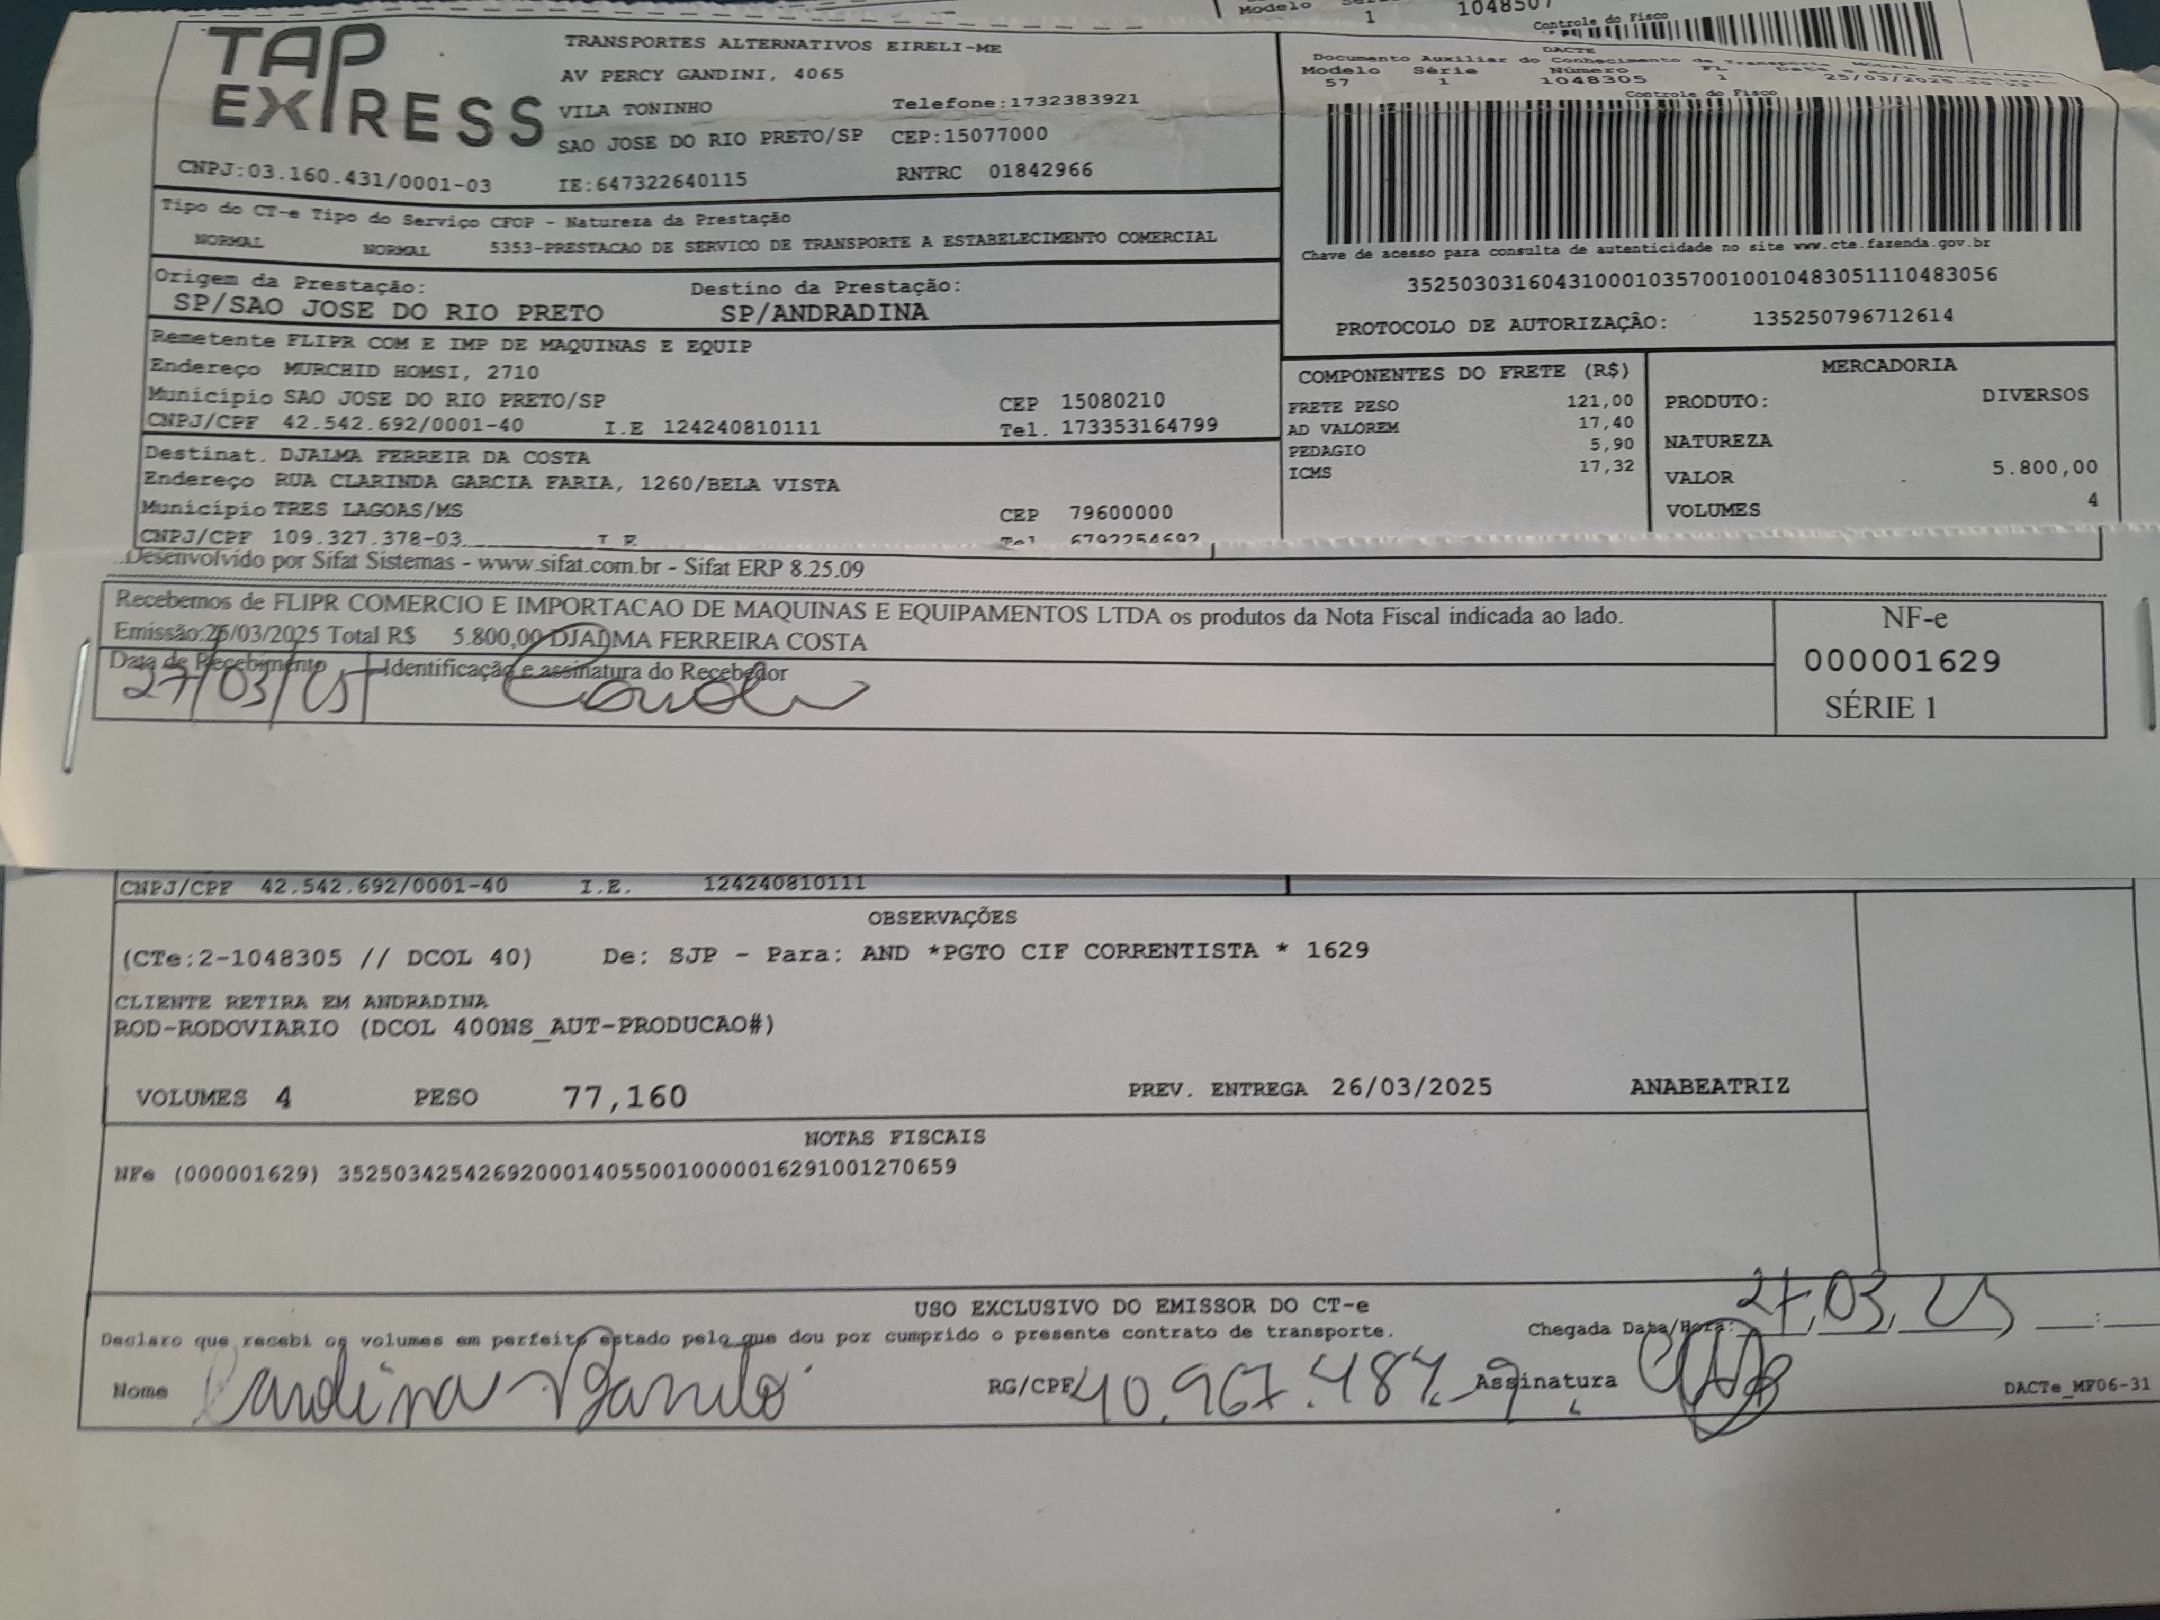 Modelo
1
1048507
Controle do Fisco
TAP EXPRESS
TRANSPORTES ALTERNATIVOS EIRELI-ME
AV PERCY GANDINI, 4065
VILA TONINHO Telefone:1732383921
SAO JOSE DO RIO PRETO/SP CEP:15077000
CNPJ:03.160.431/0001-03 IE:647322640115 RNTRC 01842966
DACTE
Documento Auxiliar do Conhecimento de Transporte
Modelo Série Número FL
57 1 1048305 1 25/03/2025
Controle do Fisco
Chave de acesso para consulta de autenticidade no site www.cte.fazenda.gov.br
35250303160431000103570010010483051110483056
PROTOCOLO DE AUTORIZAÇÃO: 135250796712614
Tipo do CT-e Tipo do Serviço CFOP - Natureza da Prestação
NORMAL NORMAL 5353-PRESTACAO DE SERVICO DE TRANSPORTE A ESTABELECIMENTO COMERCIAL
Origem da Prestação: Destino da Prestação:
SP/SAO JOSE DO RIO PRETO SP/ANDRADINA
Remetente FLIPR COM E IMP DE MAQUINAS E EQUIP
Endereço MURCHID HOMSI, 2710
Município SAO JOSE DO RIO PRETO/SP CEP 15080210
CNPJ/CPF 42.542.692/0001-40 I.E 124240810111 Tel. 173353164799
Destinat. DJALMA FERREIR DA COSTA
Endereço RUA CLARINDA GARCIA FARIA, 1260/BELA VISTA
Município TRES LAGOAS/MS CEP 79600000
CNPJ/CPF 109.327.378-03 I E Tel 6792254692
COMPONENTES DO FRETE (R$)
FRETE PESO 121,00
AD VALOREM 17,40
PEDAGIO 5,90
ICMS 17,32
MERCADORIA
PRODUTO: DIVERSOS
NATUREZA
VALOR 5.800,00
VOLUMES 4
Desenvolvido por Sifat Sistemas - www.sifat.com.br - Sifat ERP 8.25.09
Recebemos de FLIPR COMERCIO E IMPORTACAO DE MAQUINAS E EQUIPAMENTOS LTDA os produtos da Nota Fiscal indicada ao lado.
Emissão:25/03/2025 Total R$ 5.800,00 DJALMA FERREIRA COSTA
Data de Recebimento Identificação e assinatura do Recebedor
27/03/25
NF-e
000001629
SÉRIE 1
CNPJ/CPF 42.542.692/0001-40 I.E. 124240810111
OBSERVAÇÕES
(CTe:2-1048305 // DCOL 40) De: SJP - Para: AND *PGTO CIF CORRENTISTA * 1629
CLIENTE RETIRA EM ANDRADINA
ROD-RODOVIARIO (DCOL 400NS_AUT-PRODUCAO#)
VOLUMES 4 PESO 77,160 PREV. ENTREGA 26/03/2025 ANABEATRIZ
NOTAS FISCAIS
NFe (000001629) 35250342542692000140550010000016291001270659
USO EXCLUSIVO DO EMISSOR DO CT-e
Declaro que recebi os volumes em perfeito estado pelo que dou por cumprido o presente contrato de transporte.
Chegada Data/Hora: 27,03,25 :
Nome RG/CPF 40.967.487 Assinatura
DACTe_MF06-31